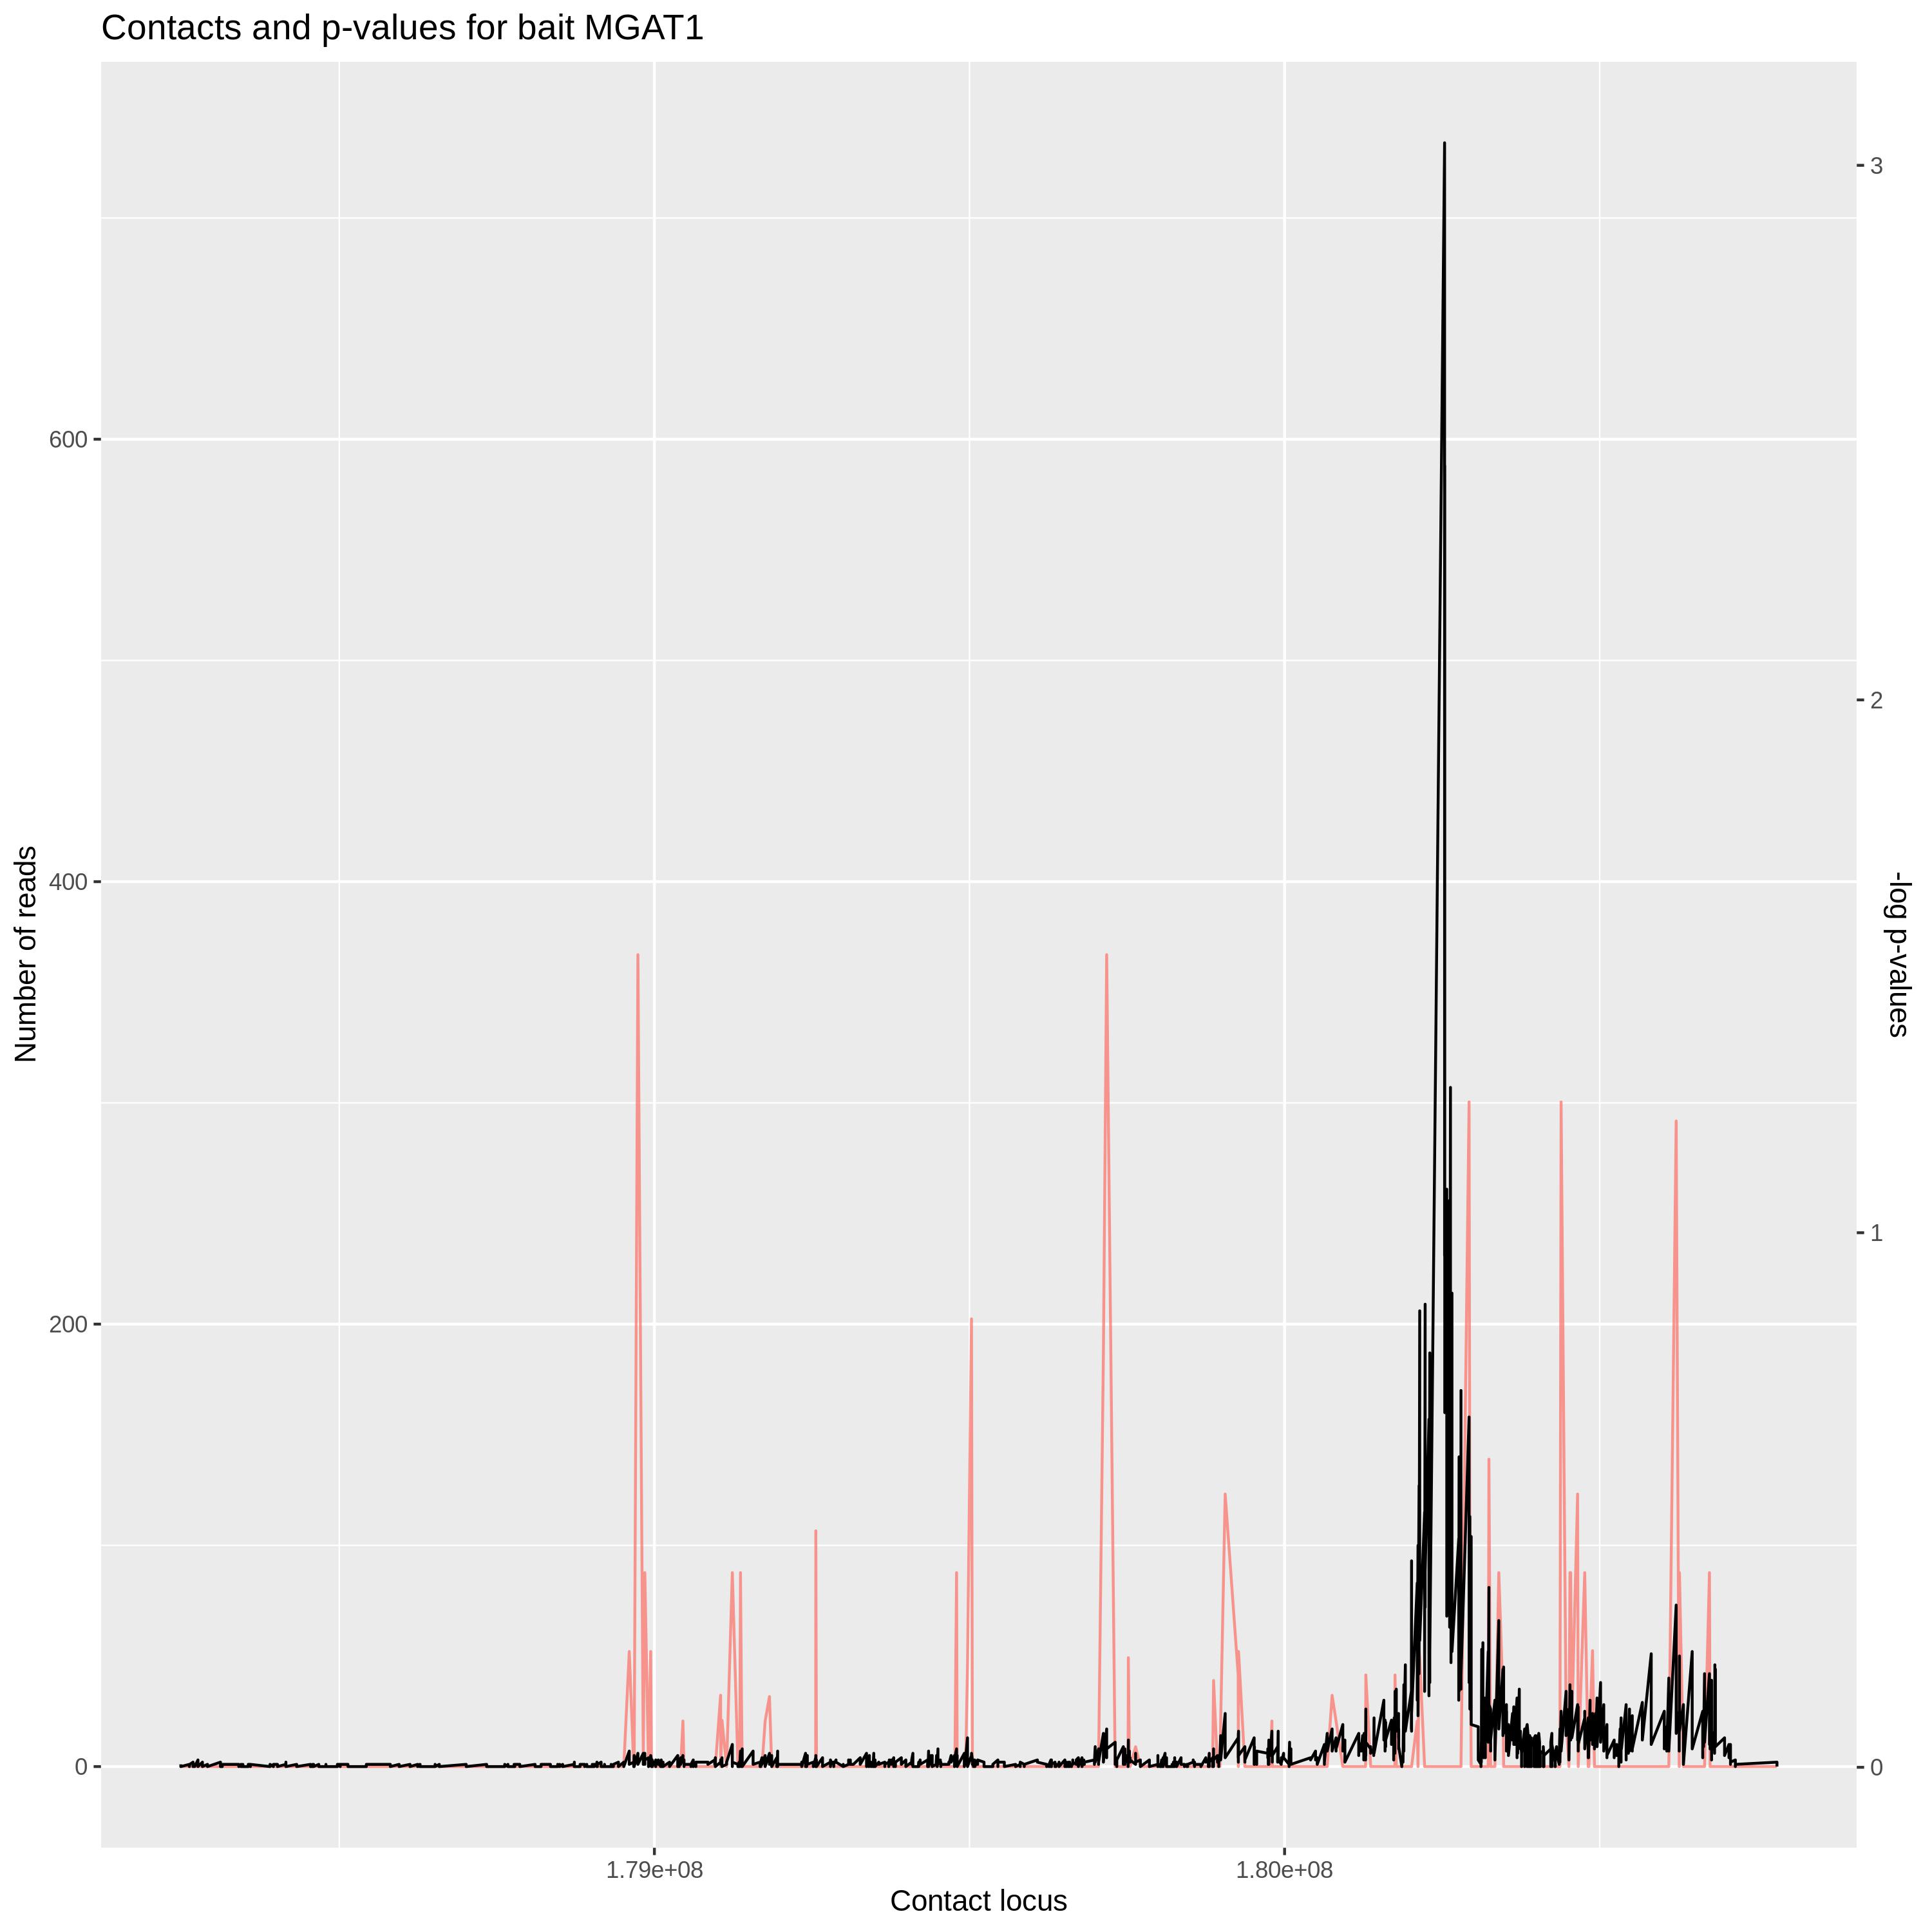 Contacts and p-values for bait MGAT1
3
600
2
400
Number of reads
-log p-values
1
200
0
0
1.79e+08
1.80e+08
Contact locus